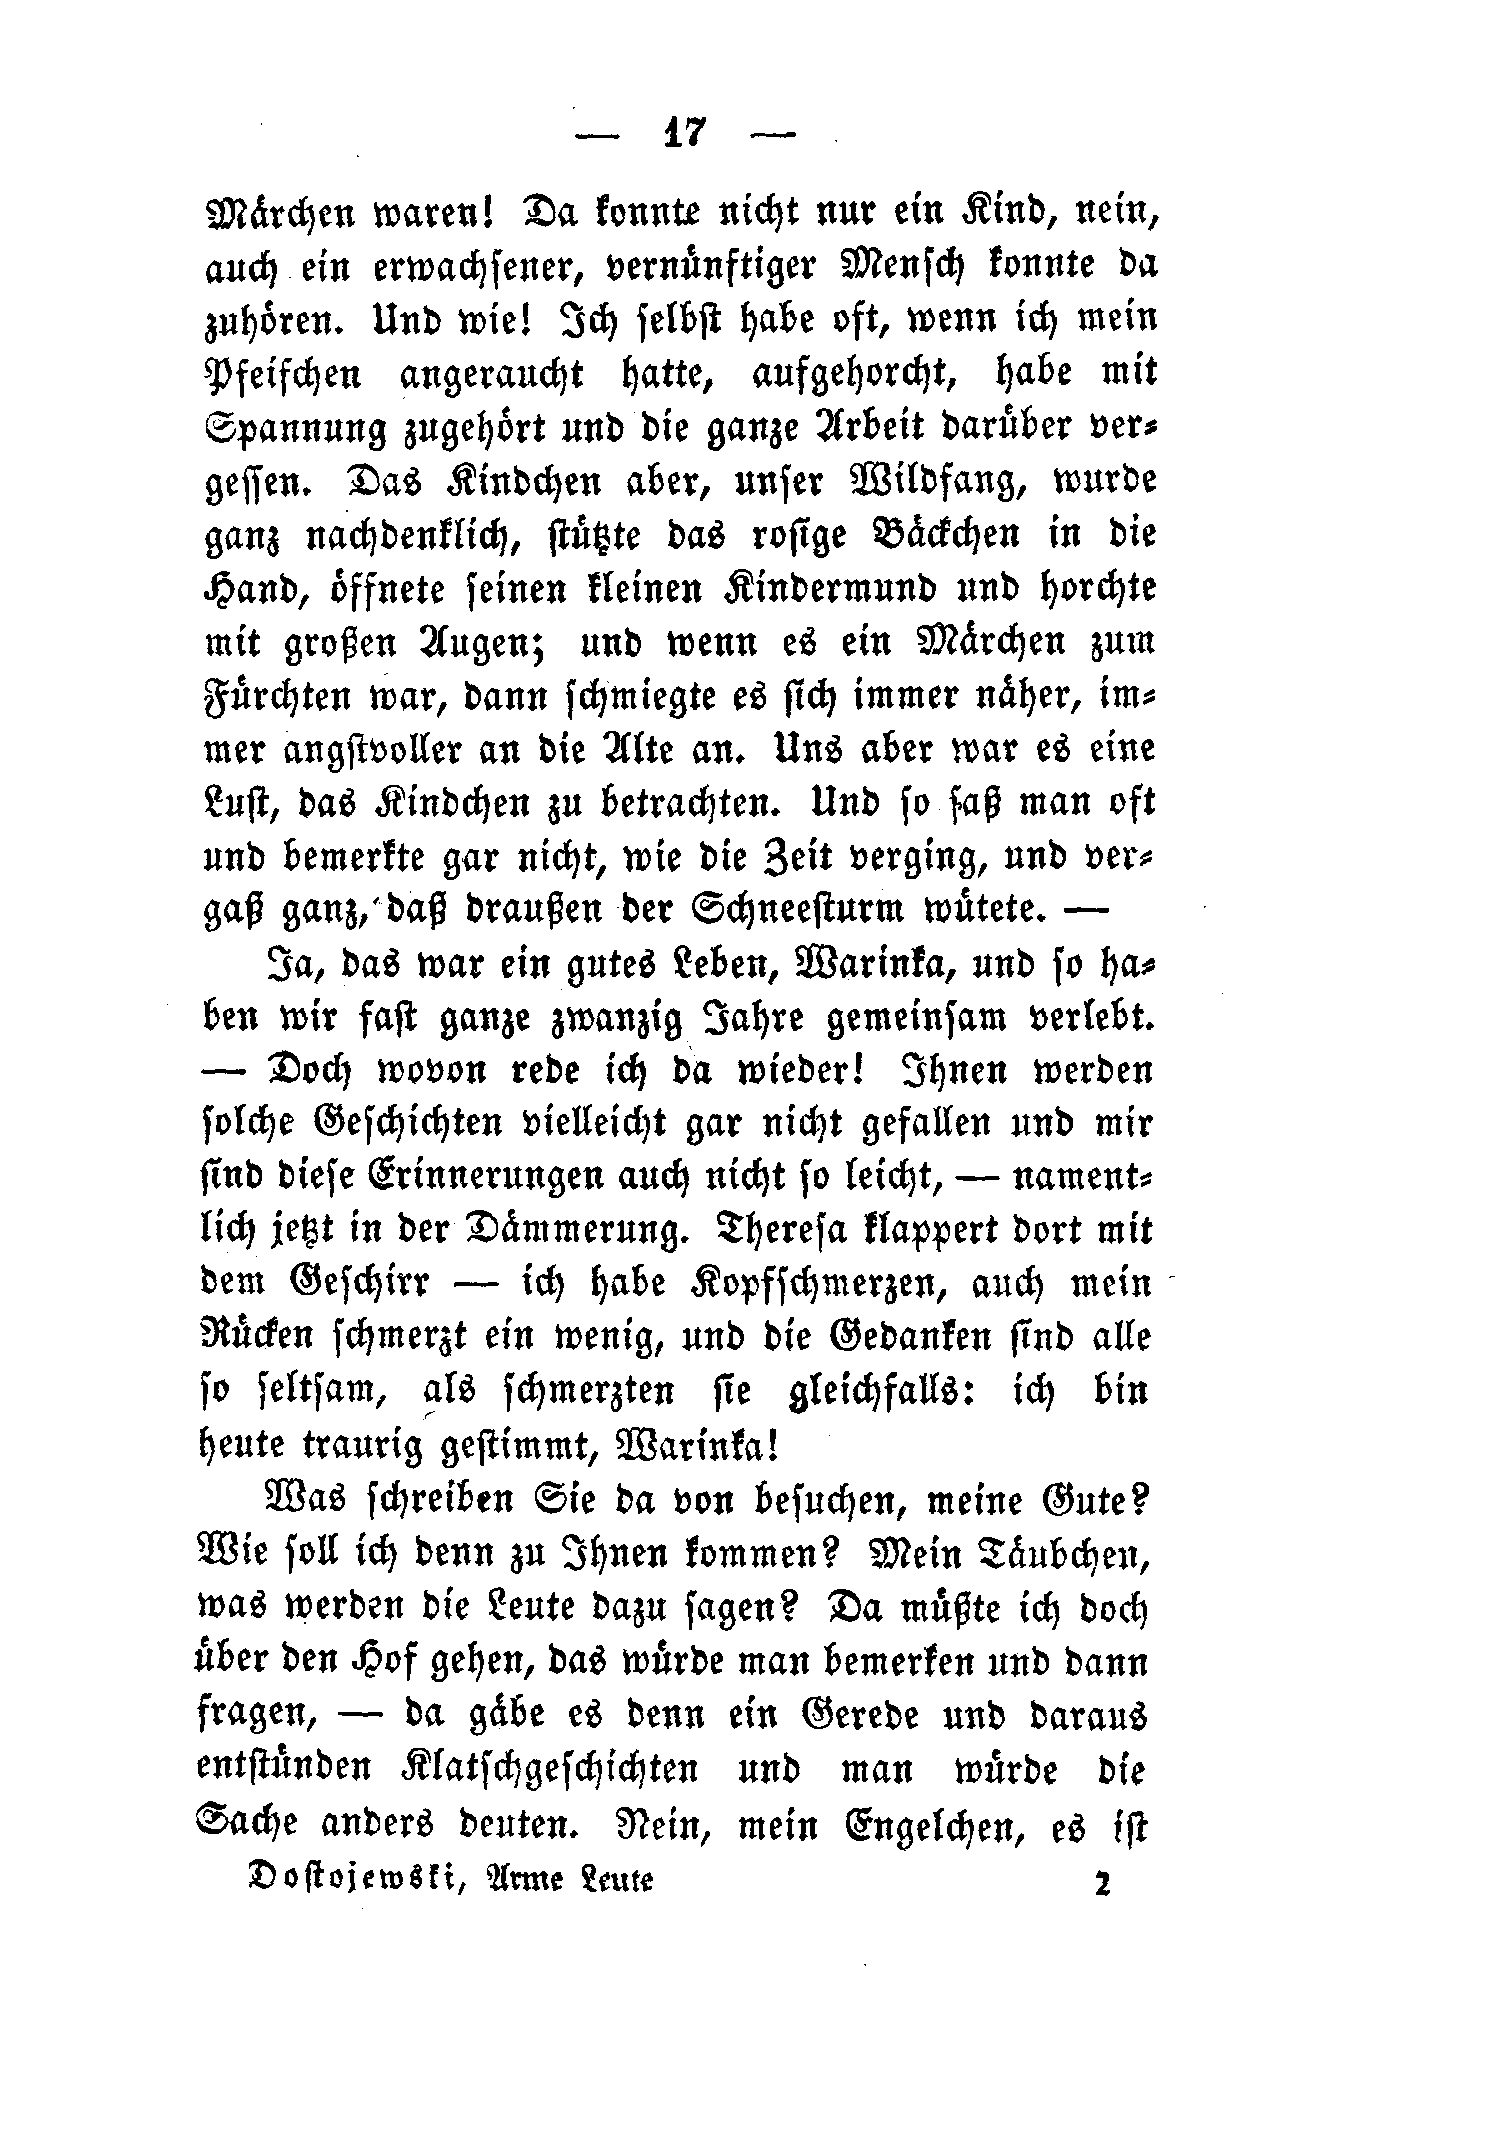 — 17 —
Märchen waren! Da konnte nicht nur ein Kind, nein,
auch ein erwachsener, vernünftiger Mensch konnte da
zuhören. Und wie! Ich selbst habe oft, wenn ich mein
Pfeifchen angeraucht hatte, aufgehorcht, habe mit
Spannung zugehört und die ganze Arbeit darüber ver-
gessen. Das Kindchen aber, unser Wildfang, wurde
ganz nachdenklich, stützte das rosige Bäckchen in die
Hand, öffnete seinen kleinen Kindermund und horchte
mit großen Augen; und wenn es ein Märchen zum
Fürchten war, dann schmiegte es sich immer näher, im-
mer angstvoller an die Alte an. Uns aber war es eine
Lust, das Kindchen zu betrachten. Und so saß man oft
und bemerkte gar nicht, wie die Zeit verging, und ver-
gaß ganz, daß draußen der Schneesturm wütete. —
Ja, das war ein gutes Leben, Warinka, und so ha-
ben wir fast ganze zwanzig Jahre gemeinsam verlebt.
— Doch wovon rede ich da wieder! Ihnen werden
solche Geschichten vielleicht gar nicht gefallen und mir
sind diese Erinnerungen auch nicht so leicht, — nament-
lich jetzt in der Dämmerung. Theresa klappert dort mit
dem Geschirr — ich habe Kopfschmerzen, auch mein
Rücken schmerzt ein wenig, und die Gedanken sind alle
so seltsam, als schmerzten sie gleichfalls: ich bin
heute traurig gestimmt, Warinka!
Was schreiben Sie da von besuchen, meine Gute?
Wie soll ich denn zu Ihnen kommen? Mein Täubchen,
was werden die Leute dazu sagen? Da müßte ich doch
über den Hof gehen, das würde man bemerken und dann
fragen, — da gäbe es denn ein Gerede und daraus
entstünden Klatschgeschichten und man würde die
Sache anders deuten. Nein, mein Engelchen, es ist
Dostojewski, Arme Leute 2